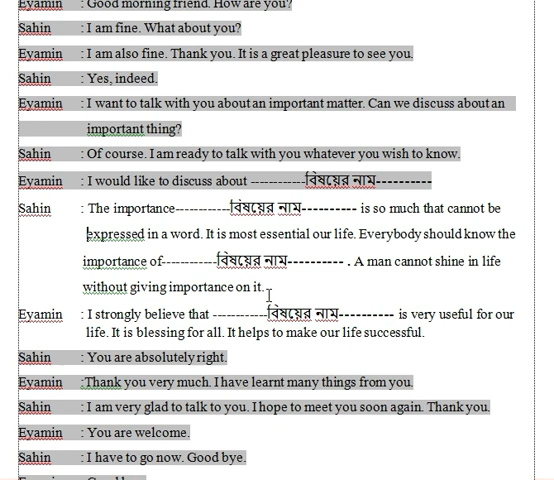 Eyamin : Good morning friend. How are you?
Sahin : I am fine. What about you?
Eyamin : I am also fine. Thank you. It is a great pleasure to see you.
Sahin : Yes, indeed.
Eyamin : I want to talk with you about an important matter. Can we discuss about an
important thing?
Sahin : Of course. I am ready to talk with you whatever you wish to know.
Eyamin : I would like to discuss about -----------বিষয়ের নাম----------
Sahin : The importance-----------বিষয়ের নাম---------- is so much that cannot be
expressed in a word. It is most essential our life. Everybody should know the
importance of-----------বিষয়ের নাম---------- . A man cannot shine in life
without giving importance on it.
Eyamin : I strongly believe that -----------বিষয়ের নাম---------- is very useful for our
life. It is blessing for all. It helps to make our life successful.
Sahin : You are absolutely right.
Eyamin :Thank you very much. I have learnt many things from you.
Sahin : I am very glad to talk to you. I hope to meet you soon again. Thank you.
Eyamin : You are welcome.
Sahin : I have to go now. Good bye.